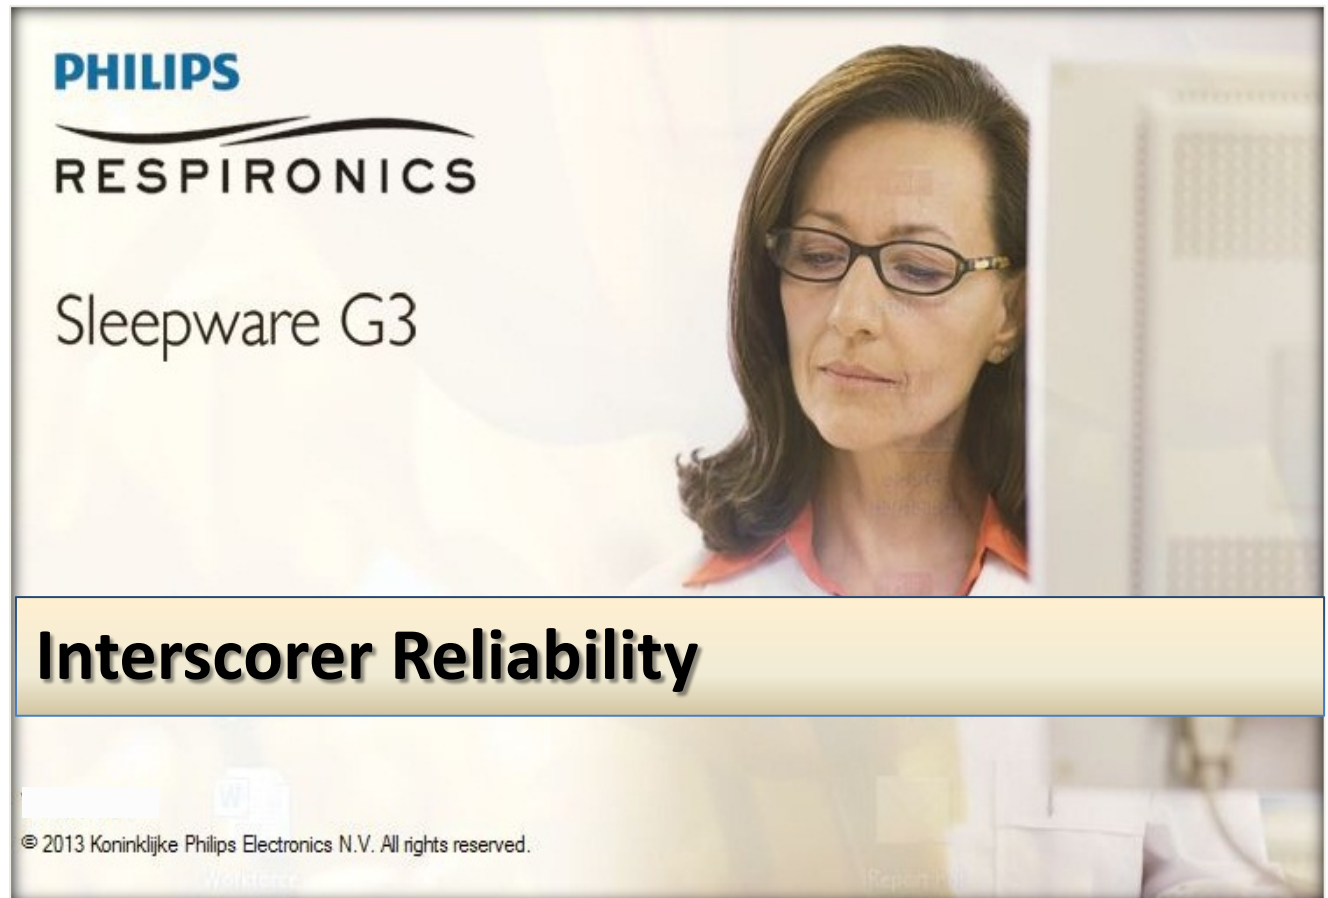 PHILIPS
RESPIRONICS
Sleepware G3
Interscorer Reliability
© 2013 Koninklijke Philips Electronics N.V. All rights reserved.